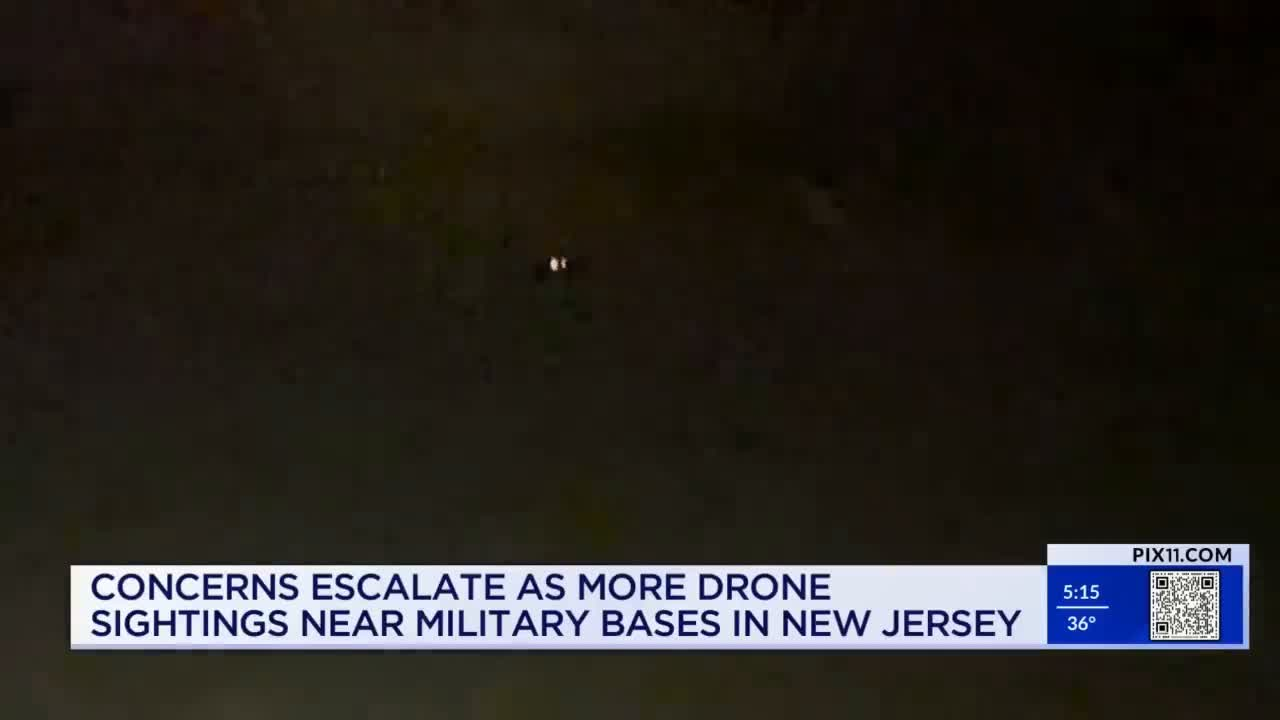 PIX11.COM
CONCERNS ESCALATE AS MORE DRONE
SIGHTINGS NEAR MILITARY BASES IN NEW JERSEY
5:15
36°